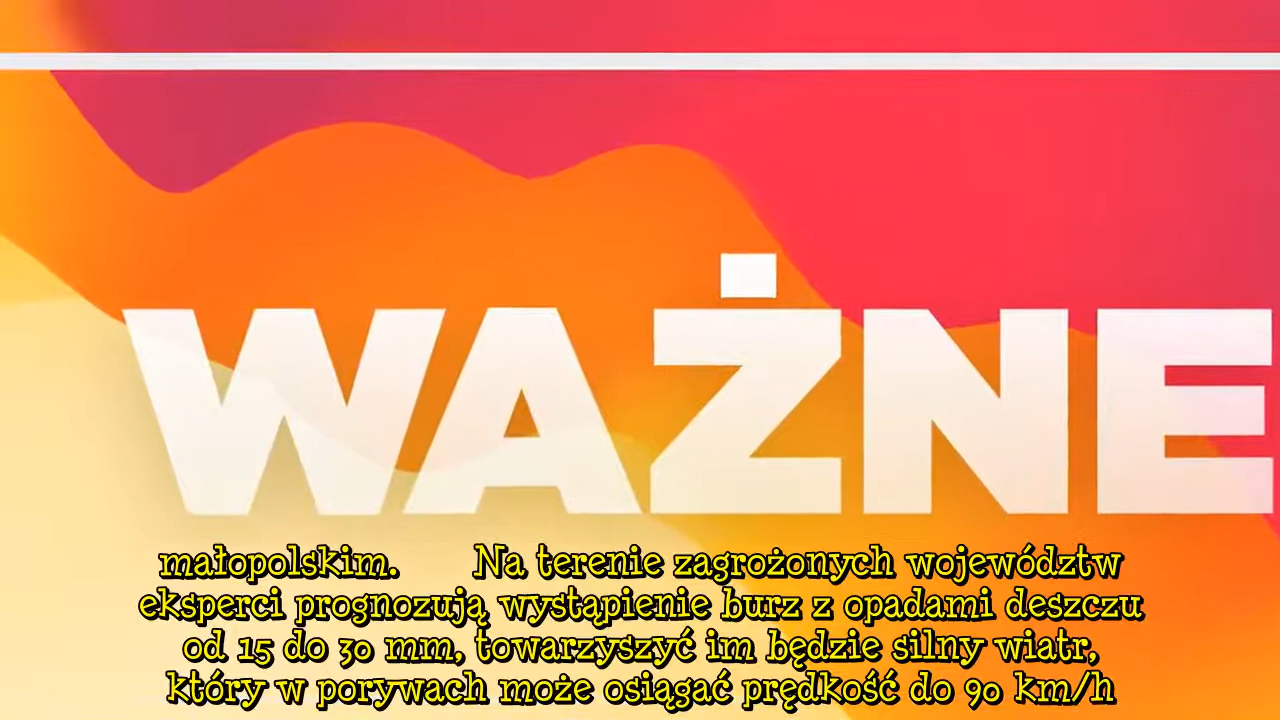 WAŻNE
małopolskim. Na terenie zagrożonych województw
eksperci prognozują wystąpienie burz z opadami deszczu
od 15 do 30 mm, towarzyszyć im będzie silny wiatr,
który w porywach może osiągać prędkość do 90 km/h